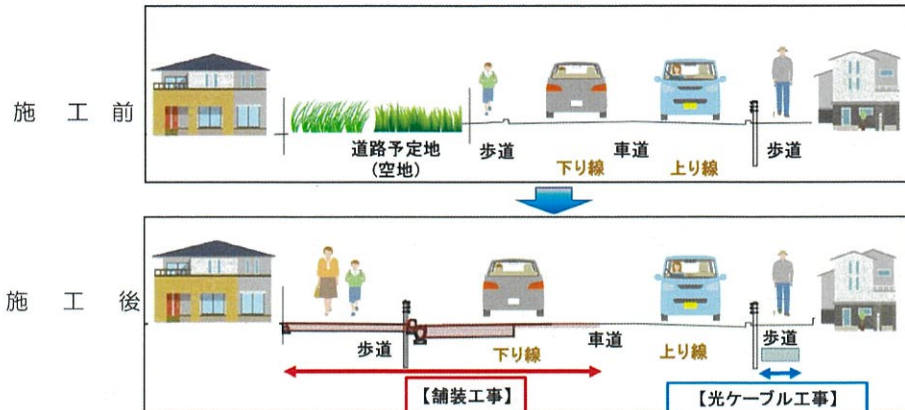 施工前
道路予定地
(空地)
歩道
車道
歩道
下り線
上り線
施工後
歩道
下り線
車道
上り線
歩道
【舗装工事】
【光ケーブル工事】